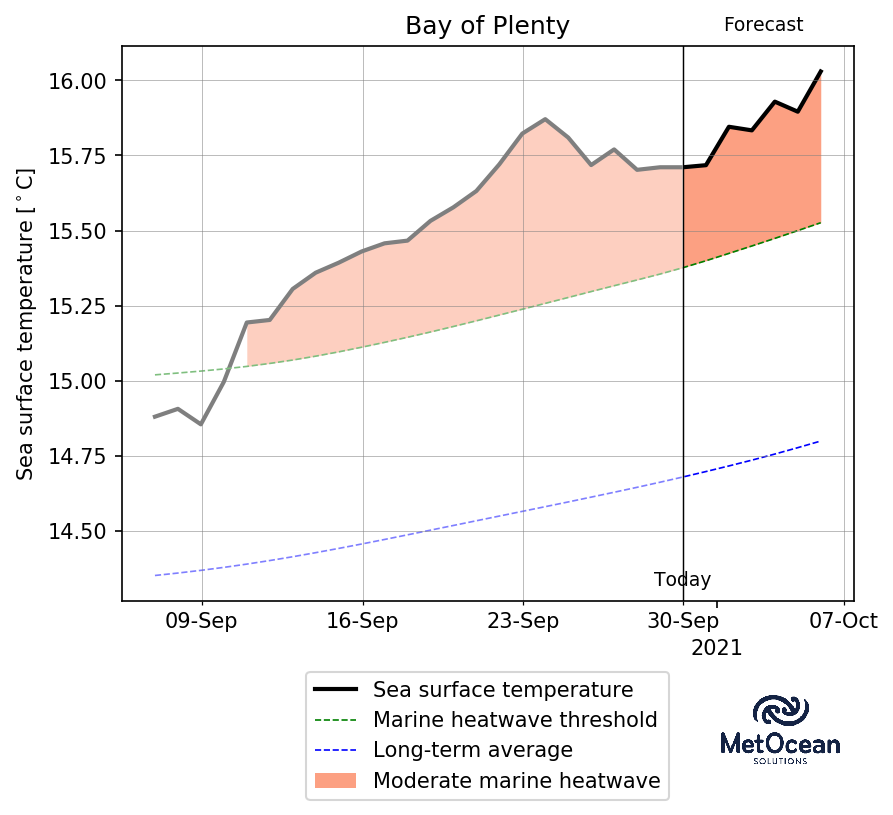 Bay of Plenty
Forecast
Sea surface temperature [°C]
16.00
15.75
15.50
15.25
15.00
14.75
14.50
Today
09-Sep
16-Sep
23-Sep
30-Sep
07-Oct
2021
Sea surface temperature
Marine heatwave threshold
Long-term average
Moderate marine heatwave
MetOcean
SOLUTIONS